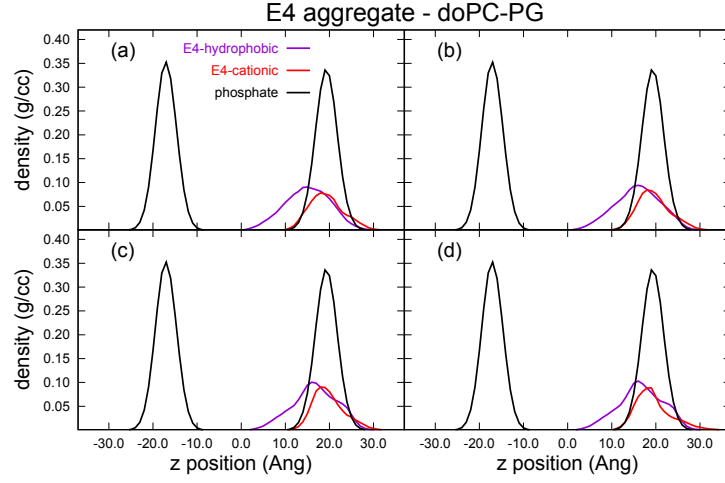 E4 aggregate - doPC-PG
(a)
(b)
E4-hydrophobic
E4-cationic
phosphate
density (g/cc)
0.40
0.35
0.30
0.25
0.20
0.15
0.10
0.05
(c)
(d)
density (g/cc)
0.40
0.35
0.30
0.25
0.20
0.15
0.10
0.05
-30.0 -20.0 -10.0 0.0 10.0 20.0 30.0
-30.0 -20.0 -10.0 0.0 10.0 20.0 30.0
z position (Ang)
z position (Ang)